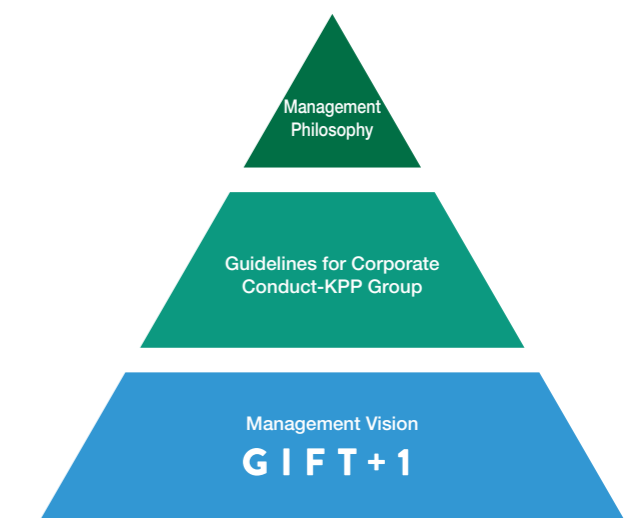 Management
Philosophy
Guidelines for Corporate
Conduct-KPP Group
Management Vision
GIFT+1